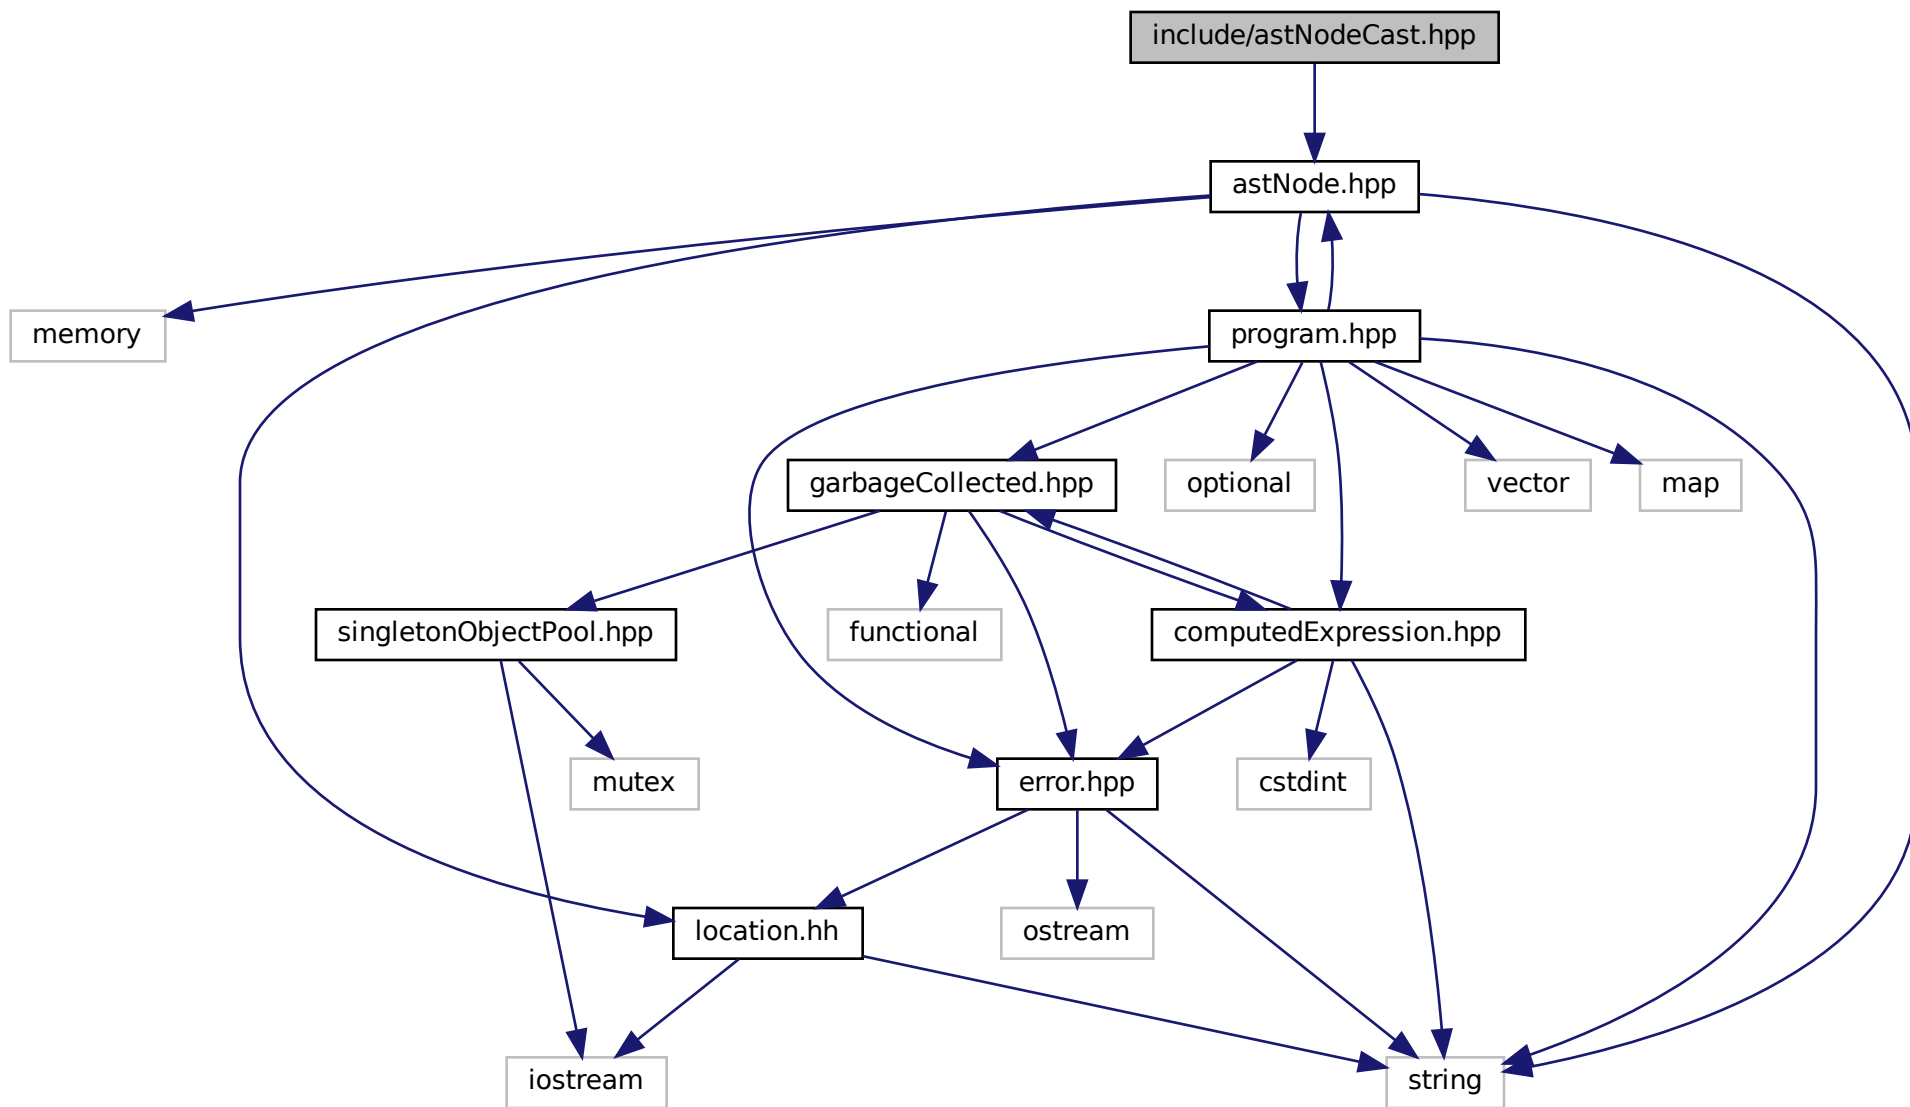 include/astNodeCast.hpp
astNode.hpp
memory
program.hpp
garbageCollected.hpp
optional
vector
map
singletonObjectPool.hpp
functional
computedExpression.hpp
mutex
error.hpp
cstdint
location.hh
ostream
iostream
string